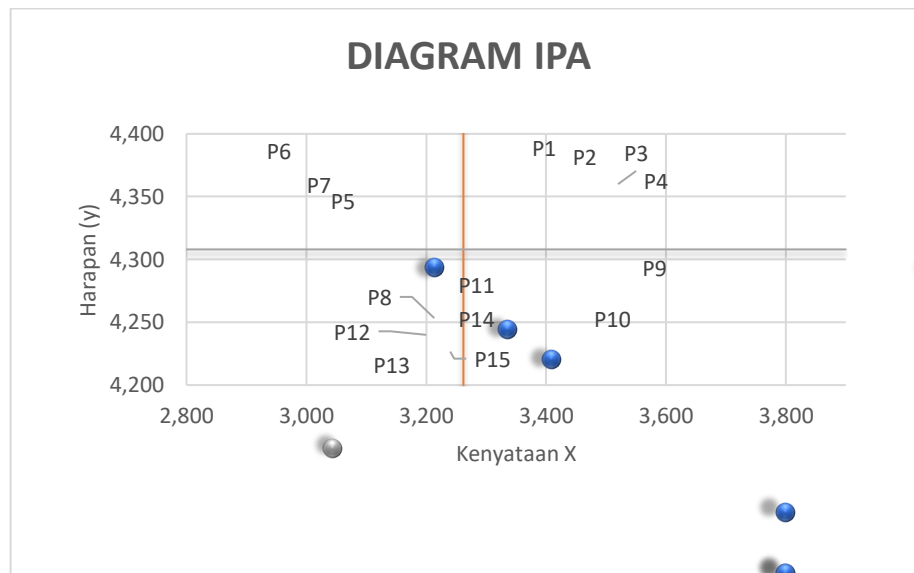 DIAGRAM IPA
4,400
P6
P1
P2
P3
P7
P4
4,350
P5
Harapan (y)
4,300
P9
P11
P8
4,250
P14
P10
P12
P13
P15
4,200
2,800 3,000 3,200 3,400 3,600 3,800
Kenyataan X